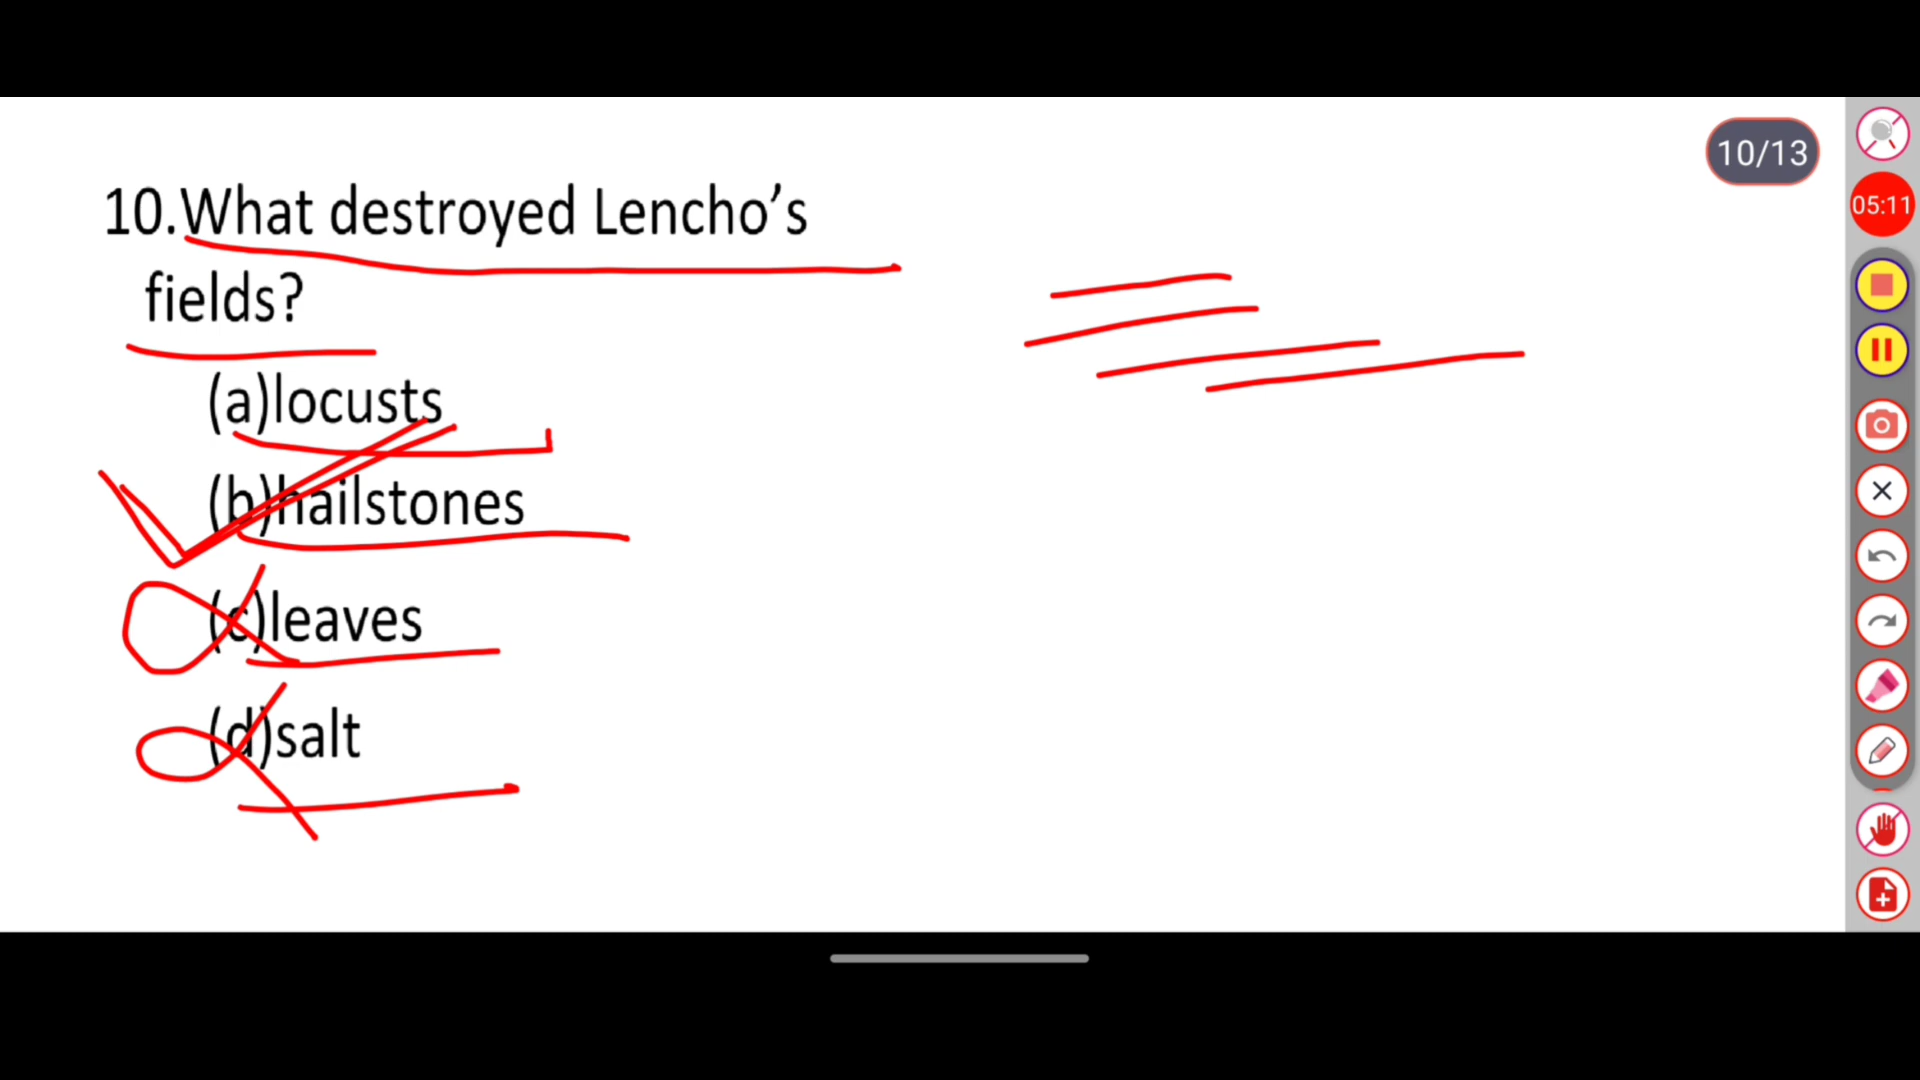 10/13
05:11
10.What destroyed Lencho’s
fields?
(a)locusts
(b)hailstones
(c)leaves
(d)salt